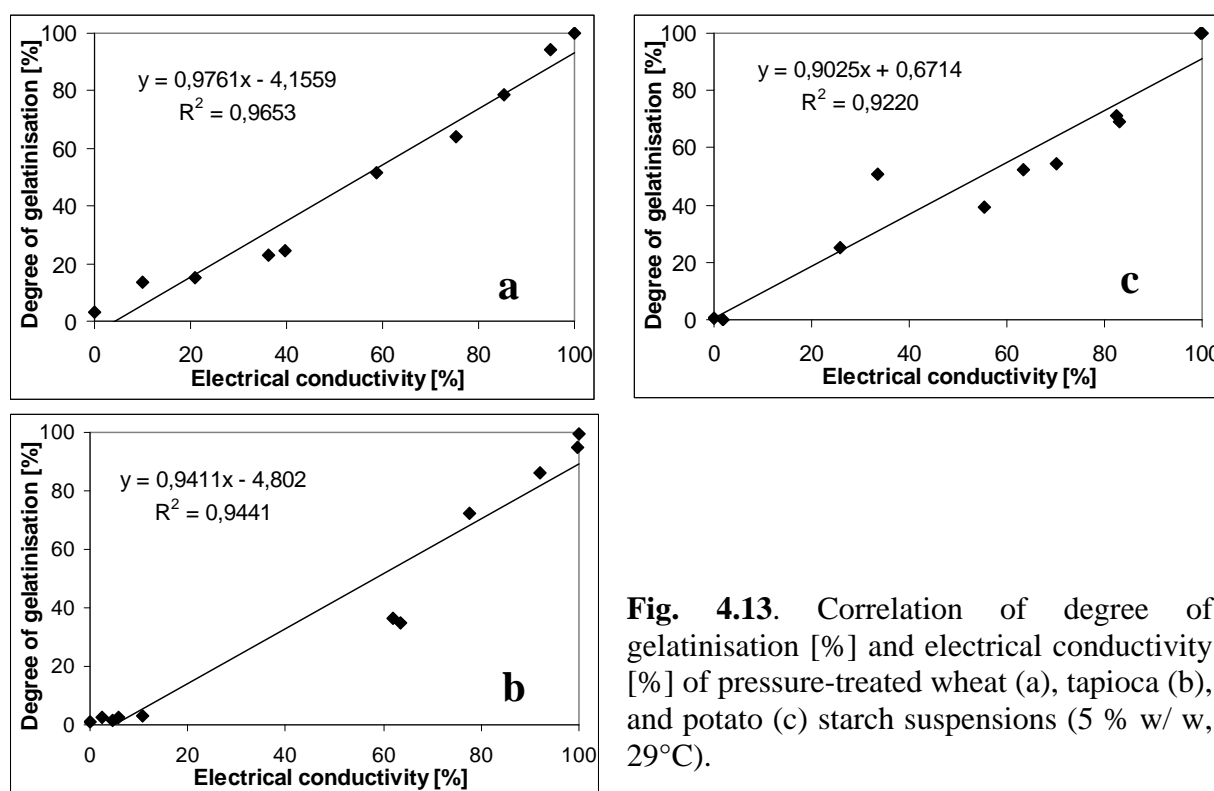 100
80
60
40
20
0
Degree of gelatinisation [%]
y = 0,9761x - 4,1559
R² = 0,9653
a
0 20 40 60 80 100
Electrical conductivity [%]
100
80
60
40
20
0
Degree of gelatinisation [%]
y = 0,9025x + 0,6714
R² = 0,9220
c
0 20 40 60 80 100
Electrical conductivity [%]
100
80
60
40
20
0
Degree of gelatinisation [%]
y = 0,9411x - 4,802
R² = 0,9441
b
0 20 40 60 80 100
Electrical conductivity [%]
Fig. 4.13. Correlation of degree of
gelatinisation [%] and electrical conductivity
[%] of pressure-treated wheat (a), tapioca (b),
and potato (c) starch suspensions (5 % w/ w,
29°C).